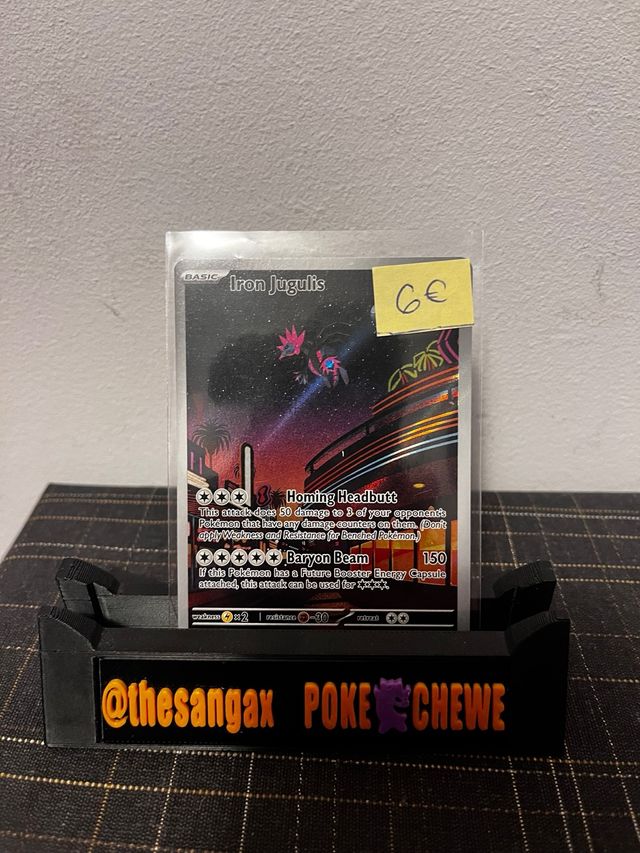 BASIC
Iron Jugulis
6€
Homing Headbutt
This attack does 50 damage to 3 of your opponent's
Pokémon that have any damage counters on them. (Don't
apply Weakness and Resistance for Benched Pokémon.)
Baryon Beam 150
If this Pokémon has a Future Booster Energy Capsule
attached, this attack can be used for
weakness ×2 resistance -30 retreat
@thesangax POKE CHEWE